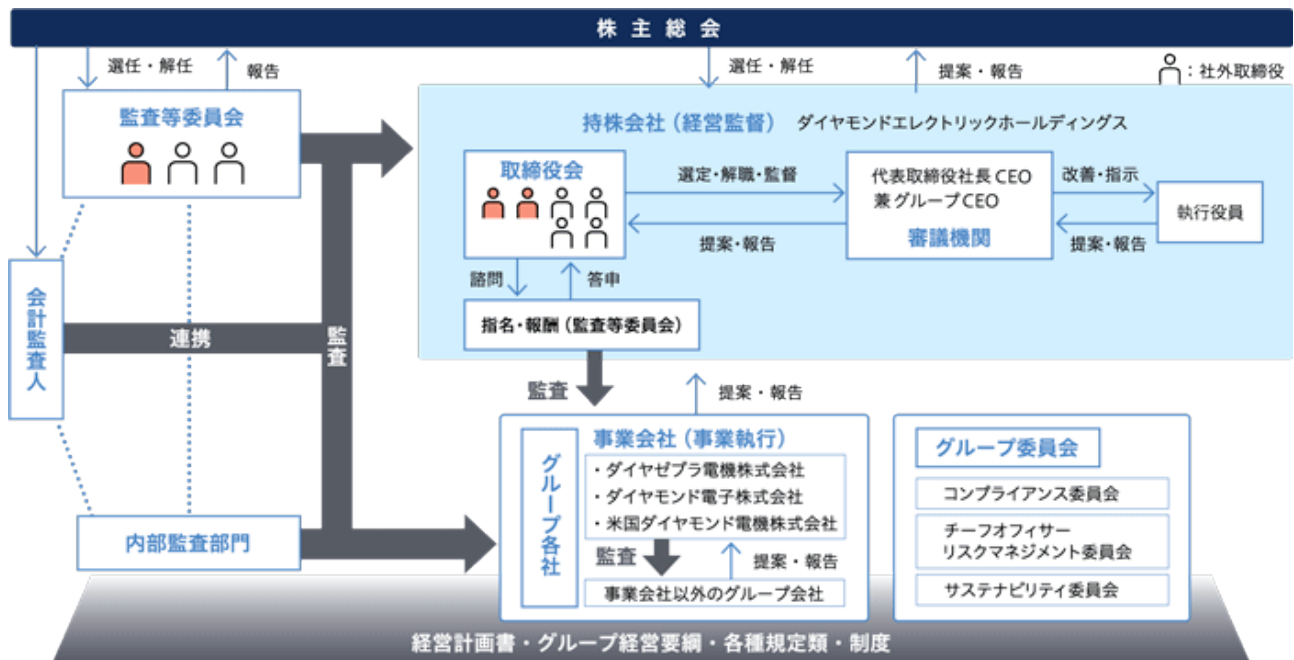 株主総会
選任・解任
報告
選任・解任
提案・報告
：社外取締役
監査等委員会
持株会社（経営監督） ダイヤモンドエレクトリックホールディングス
取締役会
選定・解職・監督
提案・報告
代表取締役社長 CEO
兼 グループ CEO
審議機関
改善・指示
提案・報告
執行役員
諮問
答申
指名・報酬（監査等委員会）
会計監査人
連携
監査
監査
提案・報告
グループ各社
事業会社（事業執行）
・ダイヤゼブラ電機株式会社
・ダイヤモンド電子株式会社
・米国ダイヤモンド電機株式会社
監査
提案・報告
事業会社以外のグループ会社
グループ委員会
コンプライアンス委員会
チーフオフィサー
リスクマネジメント委員会
サステナビリティ委員会
内部監査部門
経営計画書・グループ経営要綱・各種規定類・制度